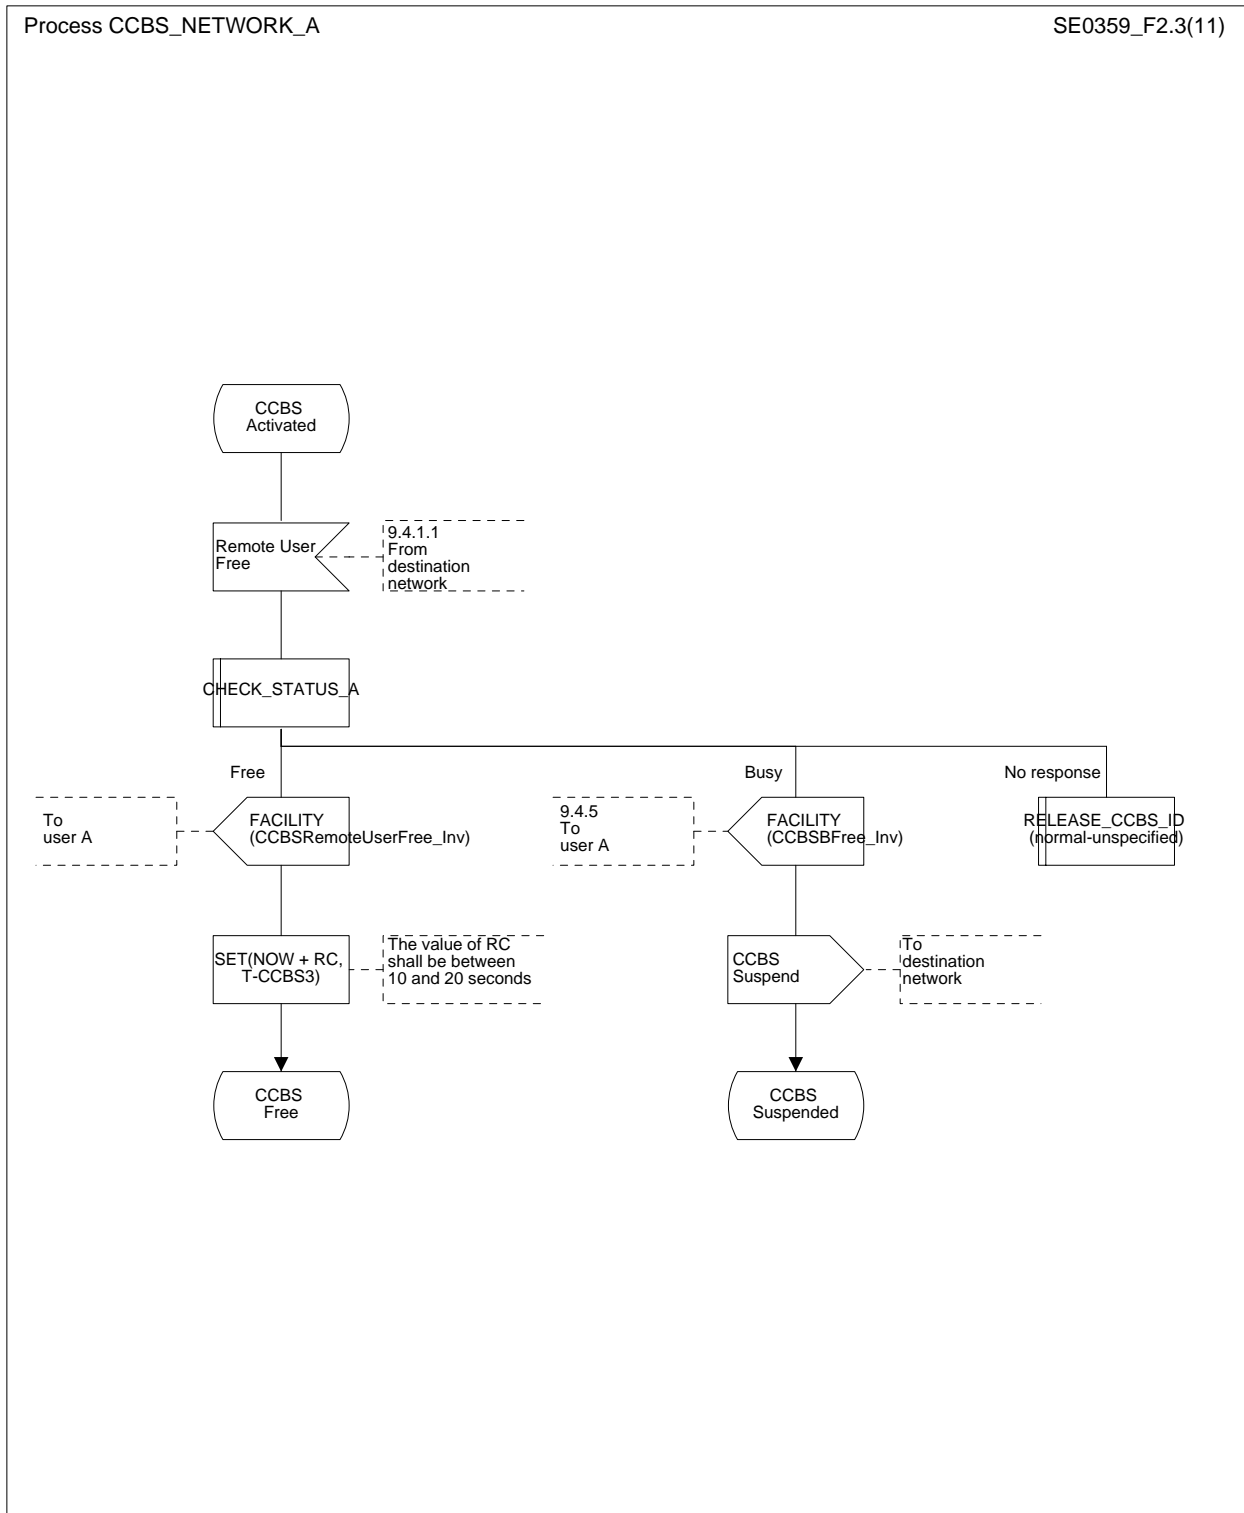 Process CCBS_NETWORK_A
SE0359_F2.3(11)
CCBS
Activated
Remote User
Free
9.4.1.1
From
destination
network
CHECK_STATUS_A
Free
Busy
No response
To
user A
FACILITY
(CCBSRemoteUserFree_Inv)
9.4.5
To
user A
FACILITY
(CCBSBFree_Inv)
RELEASE_CCBS_ID
(normal-unspecified)
SET(NOW + RC,
T-CCBS3)
The value of RC
shall be between
10 and 20 seconds
CCBS
Suspend
To
destination
network
CCBS
Free
CCBS
Suspended